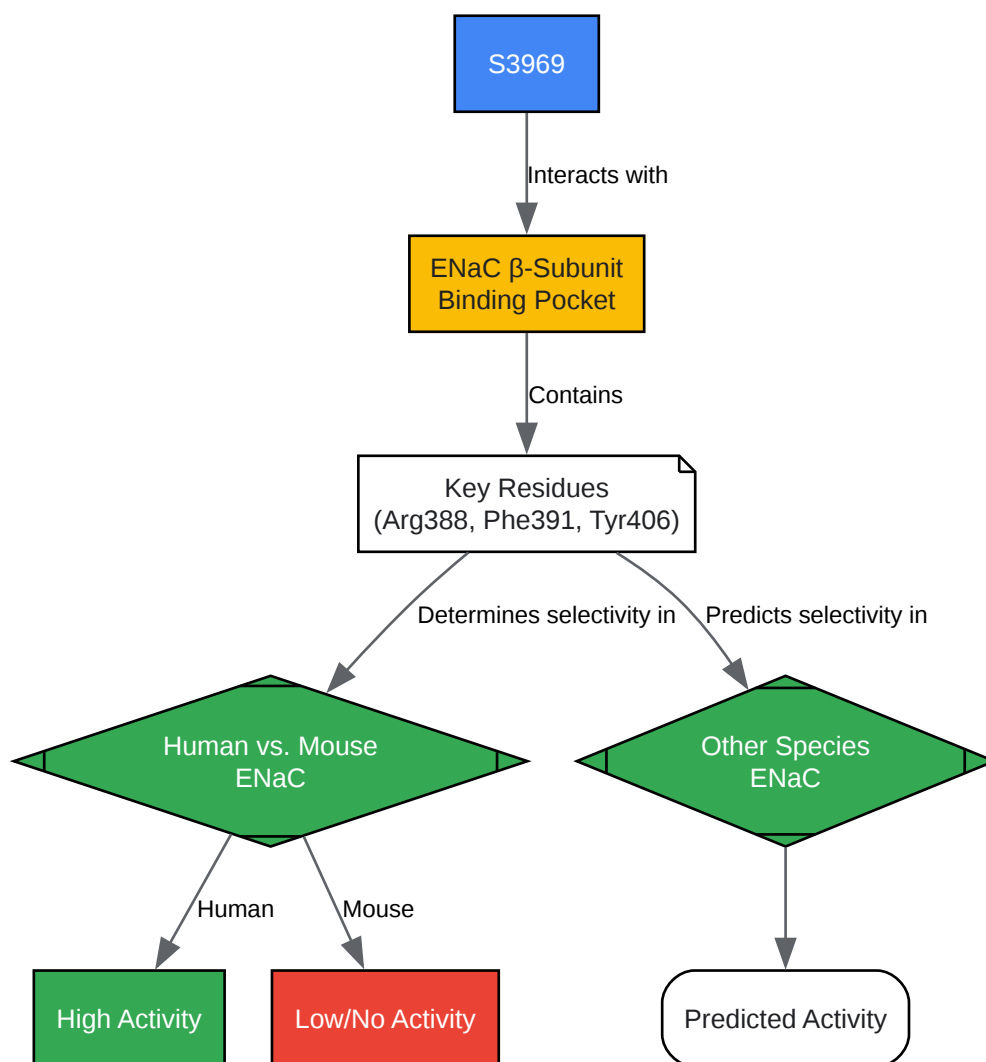 S3969
Interacts with
ENaC β-Subunit
Binding Pocket
Contains
Key Residues
(Arg388, Phe391, Tyr406)
Determines selectivity in
Predicts selectivity in
Human vs. Mouse
ENaC
Other Species
ENaC
Human
Mouse
High Activity
Low/No Activity
Predicted Activity